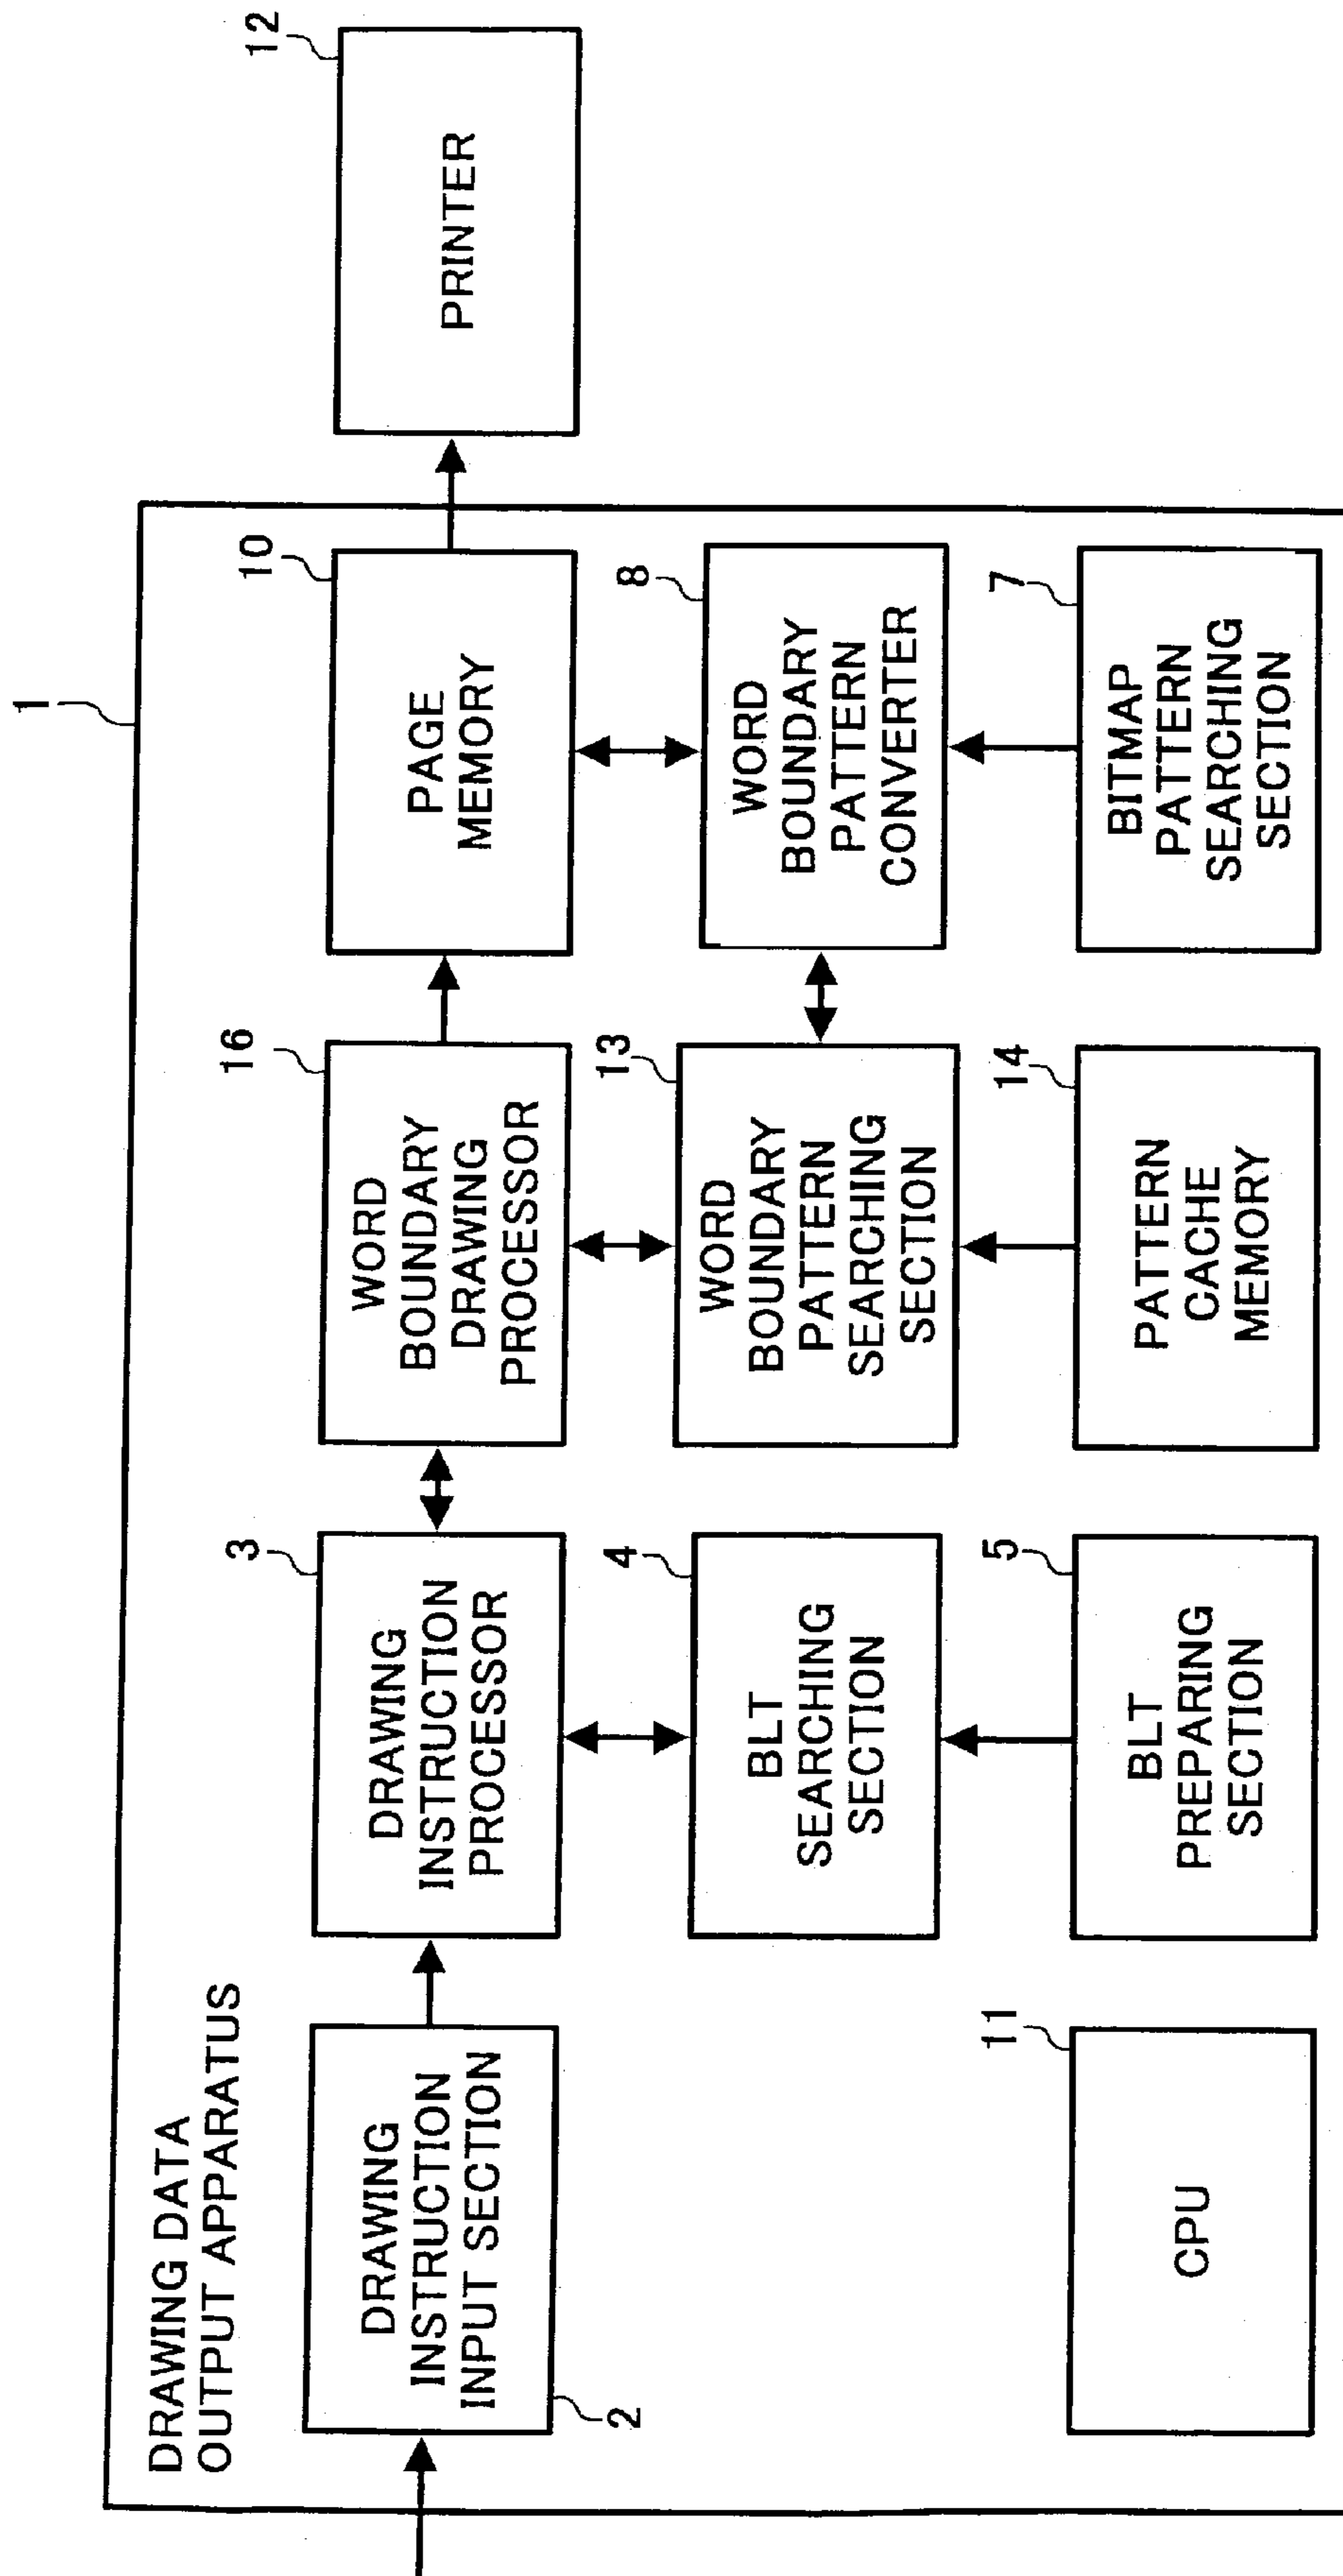 DRAWING DATA
OUTPUT APPARATUS
1
DRAWING
INSTRUCTION
INPUT SECTION
2
DRAWING
INSTRUCTION
PROCESSOR
3
WORD
BOUNDARY
DRAWING
PROCESSOR
16
PAGE
MEMORY
10
PRINTER
12
BLT
SEARCHING
SECTION
4
WORD
BOUNDARY
PATTERN
SEARCHING
SECTION
13
WORD
BOUNDARY
PATTERN
CONVERTER
8
CPU
11
BLT
PREPARING
SECTION
5
PATTERN
CACHE
MEMORY
14
BITMAP
PATTERN
SEARCHING
SECTION
7